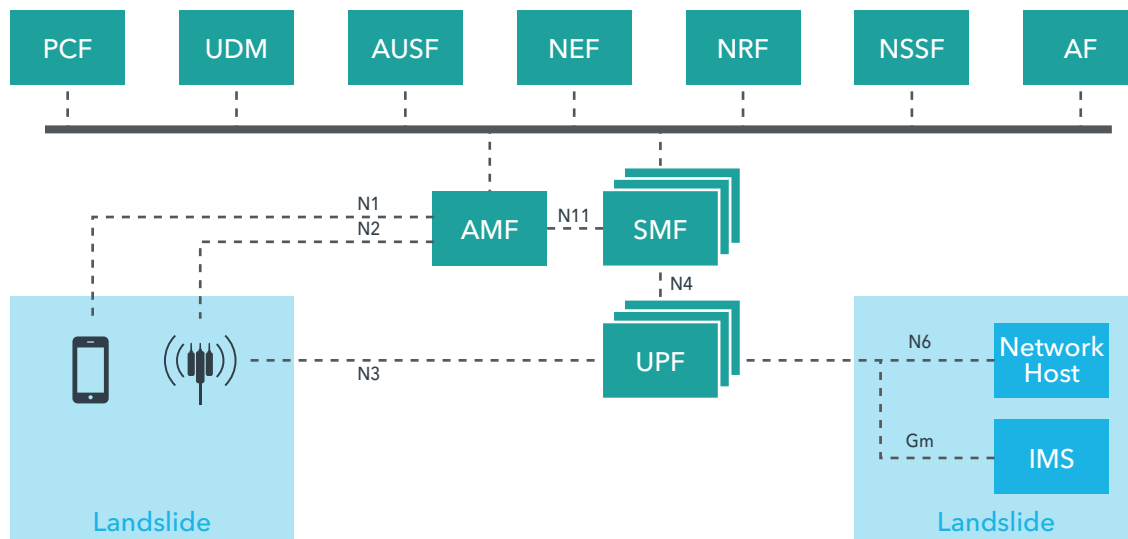 PCF
UDM
AUSF
NEF
NRF
NSSF
AF
N1
N2
AMF
N11
SMF
N4
N3
UPF
N6
Network
Host
Gm
IMS
Landslide
Landslide